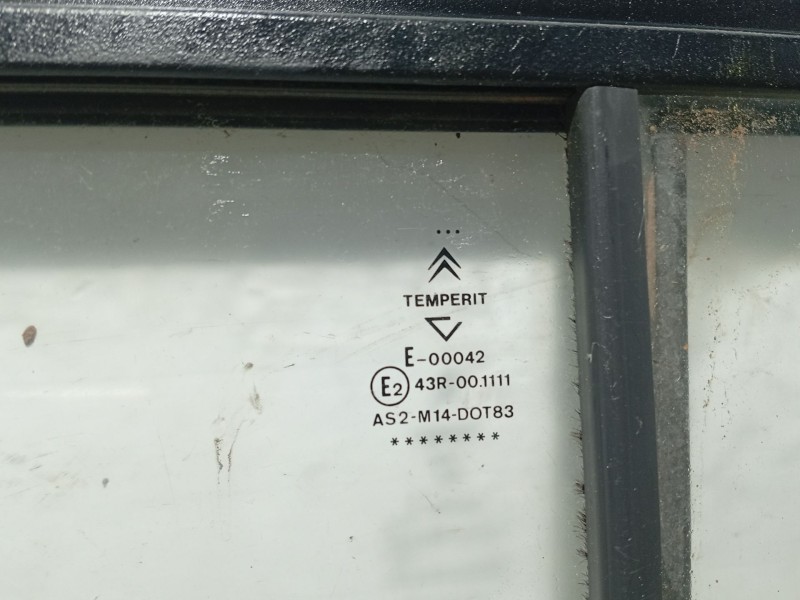 ...
TEMPERIT
E-00042
E2 43R-00.1111
AS2-M14-DOT83
********